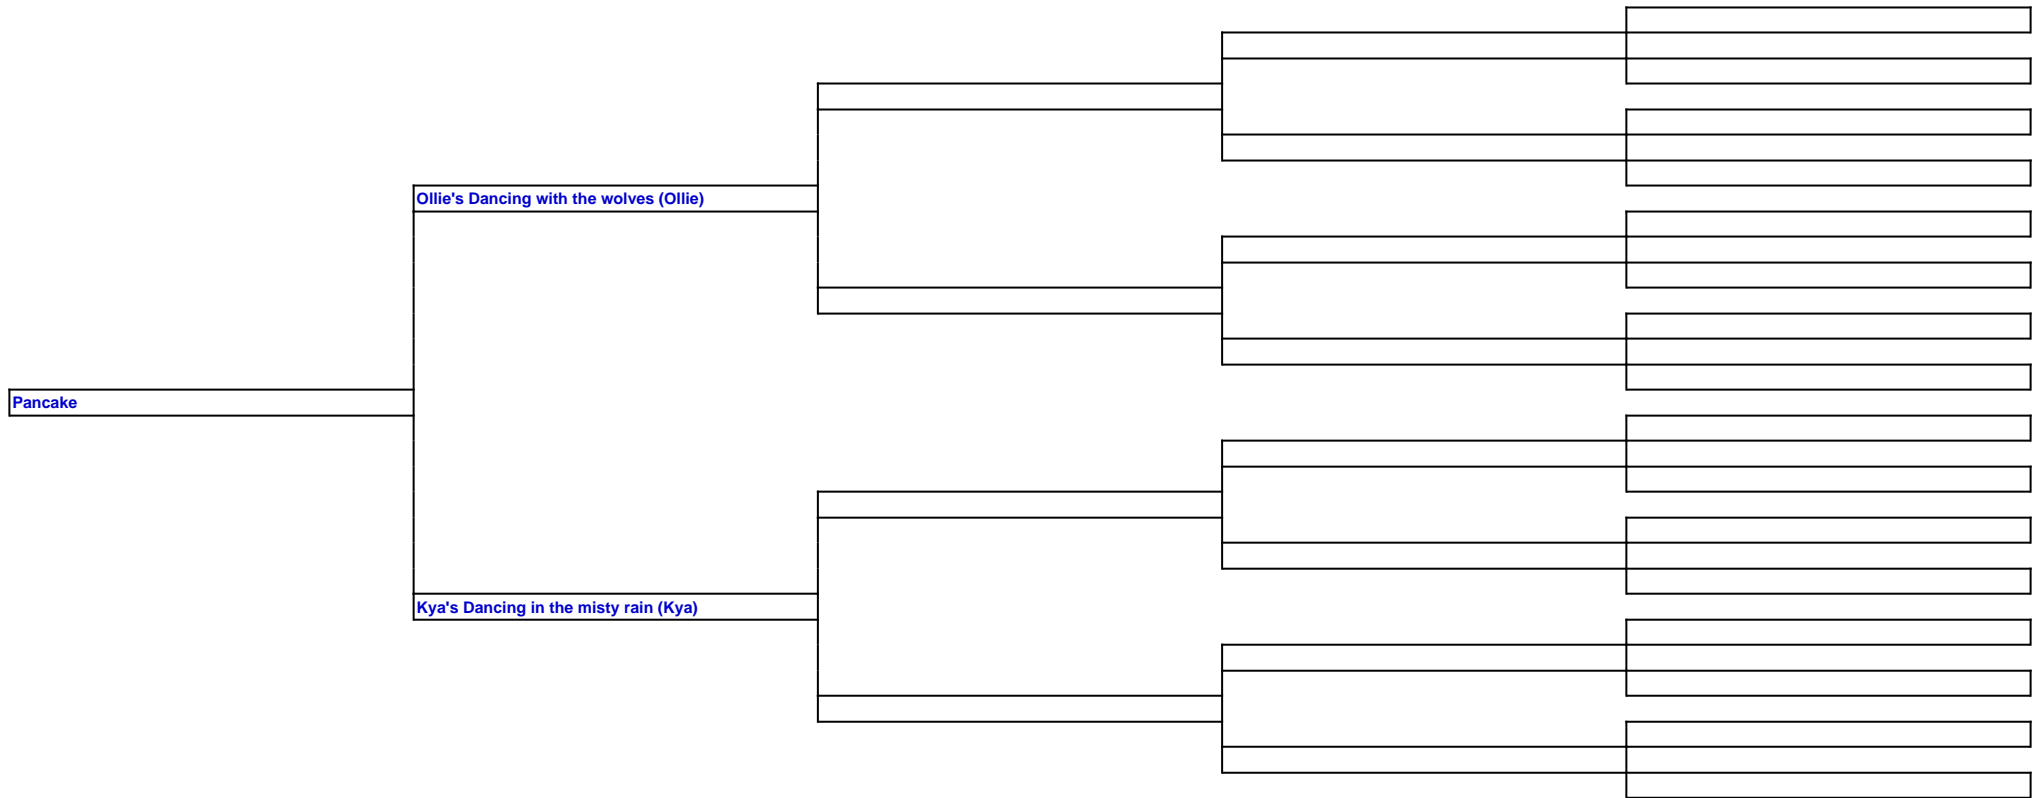 Ollie's Dancing with the wolves (Ollie)
Pancake
Kya's Dancing in the misty rain (Kya)